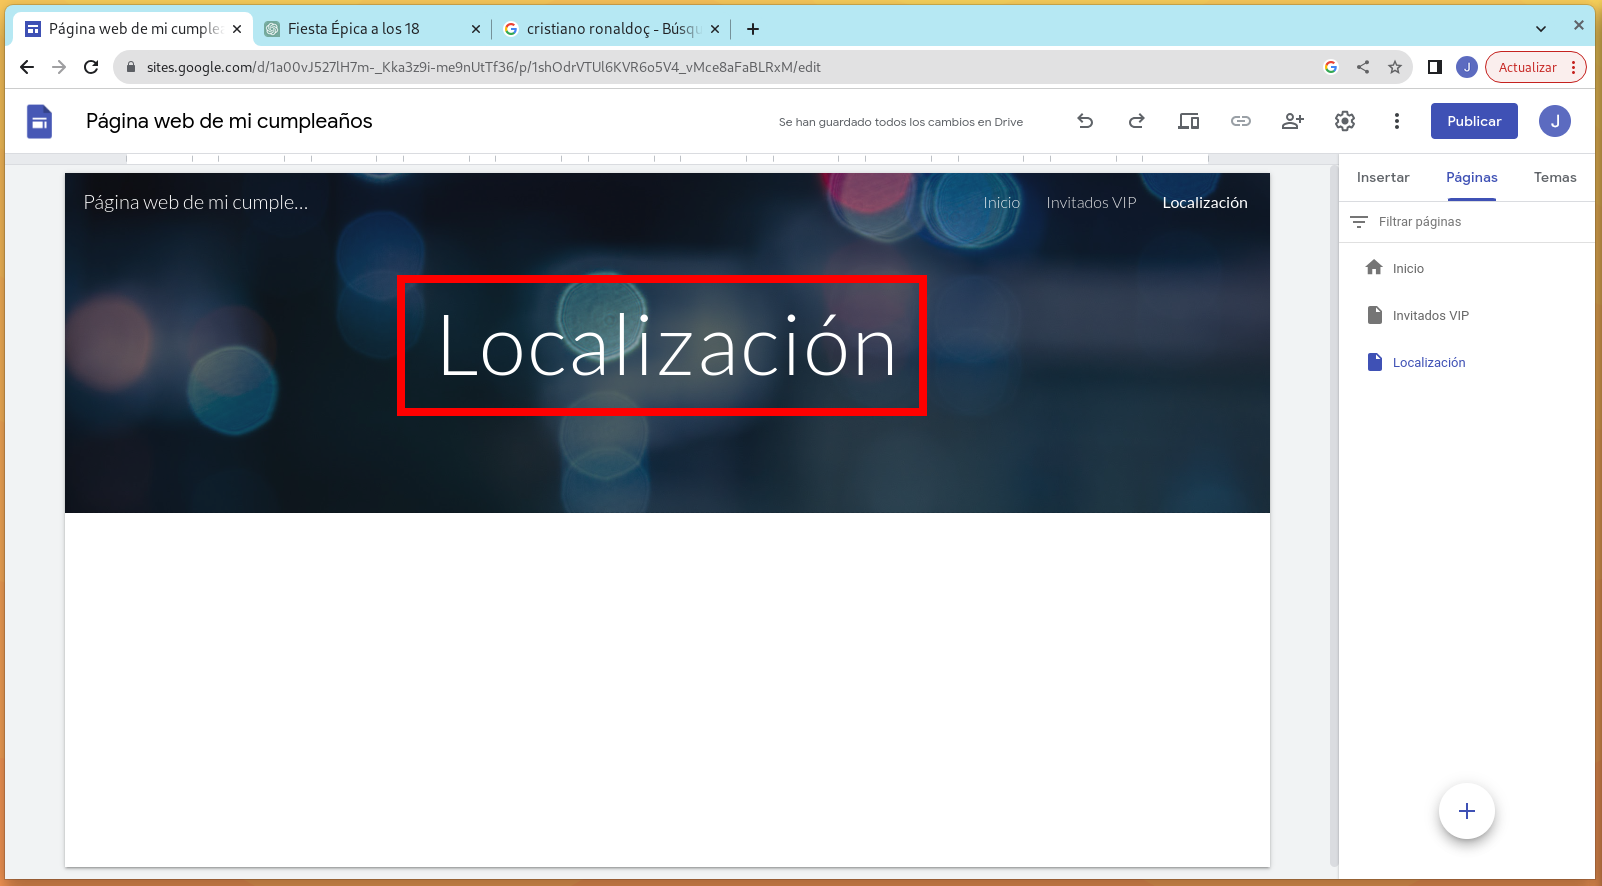 Página web de mi cumple
Fiesta Épica a los 18
cristiano ronaldoç - Búsqu
sites.google.com/d/1a00vJ527lH7m-_Kka3z9i-me9nUtTf36/p/1shOdrVTUl6KVR6o5V4_vMce8aFaBLRxM/edit
J
Actualizar
Página web de mi cumpleaños
Se han guardado todos los cambios en Drive
Publicar
J
Insertar
Páginas
Temas
Página web de mi cumple...
Inicio
Invitados VIP
Localización
Filtrar páginas
Inicio
Invitados VIP
Localización
Localización